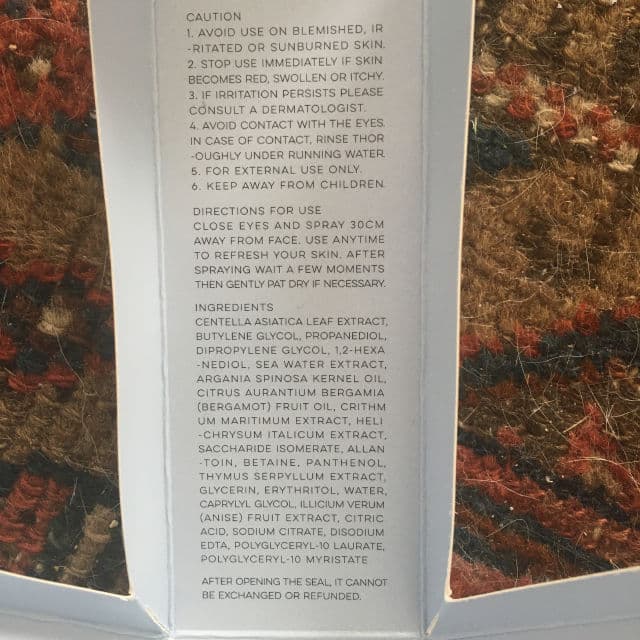 CAUTION
1. AVOID USE ON BLEMISHED, IR
-RITATED OR SUNBURNED SKIN.
2. STOP USE IMMEDIATELY IF SKIN
BECOMES RED, SWOLLEN OR ITCHY.
3. IF IRRITATION PERSISTS PLEASE
CONSULT A DERMATOLOGIST.
4. AVOID CONTACT WITH THE EYES.
IN CASE OF CONTACT, RINSE THOR
-OUGHLY UNDER RUNNING WATER.
5. FOR EXTERNAL USE ONLY.
6. KEEP AWAY FROM CHILDREN.
DIRECTIONS FOR USE
CLOSE EYES AND SPRAY 30CM
AWAY FROM FACE. USE ANYTIME
TO REFRESH YOUR SKIN. AFTER
SPRAYING WAIT A FEW MOMENTS
THEN GENTLY PAT DRY IF NECESSARY.
INGREDIENTS
CENTELLA ASIATICA LEAF EXTRACT,
BUTYLENE GLYCOL, PROPANEDIOL,
DIPROPYLENE GLYCOL, 1,2-HEXA
-NEDIOL, SEA WATER EXTRACT,
ARGANIA SPINOSA KERNEL OIL,
CITRUS AURANTIUM BERGAMIA
(BERGAMOT) FRUIT OIL, CRITHM
UM MARITIMUM EXTRACT, HELI
-CHRYSUM ITALICUM EXTRACT,
SACCHARIDE ISOMERATE, ALLAN
-TOIN, BETAINE, PANTHENOL,
THYMUS SERPYLLUM EXTRACT,
GLYCERIN, ERYTHRITOL, WATER,
CAPRYLYL GLYCOL, ILLICIUM VERUM
(ANISE) FRUIT EXTRACT, CITRIC
ACID, SODIUM CITRATE, DISODIUM
EDTA, POLYGLYCERYL-10 LAURATE,
POLYGLYCERYL-10 MYRISTATE
AFTER OPENING THE SEAL, IT CANNOT
BE EXCHANGED OR REFUNDED.